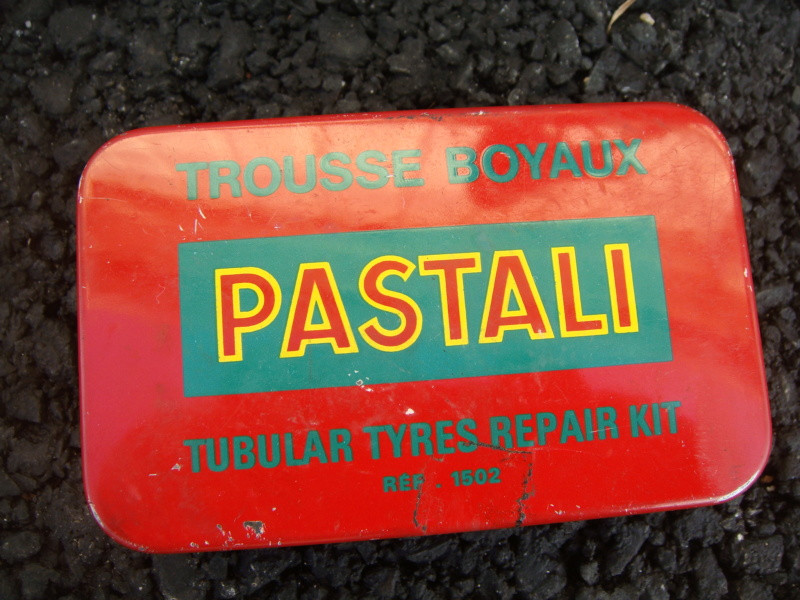 TROUSSE BOYAUX
PASTALI
TUBULAR TYRES REPAIR KIT
RÉF - 1502